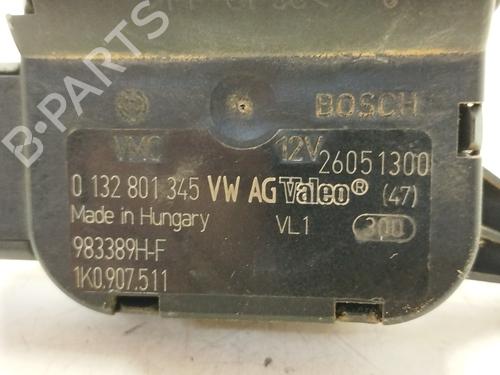 BOSCH
VMC 12V 26051300
0 132 801 345 VW AG Valeo® (47)
Made in Hungary VL1 300
983389H-F
1K0.907.511
B PARTS